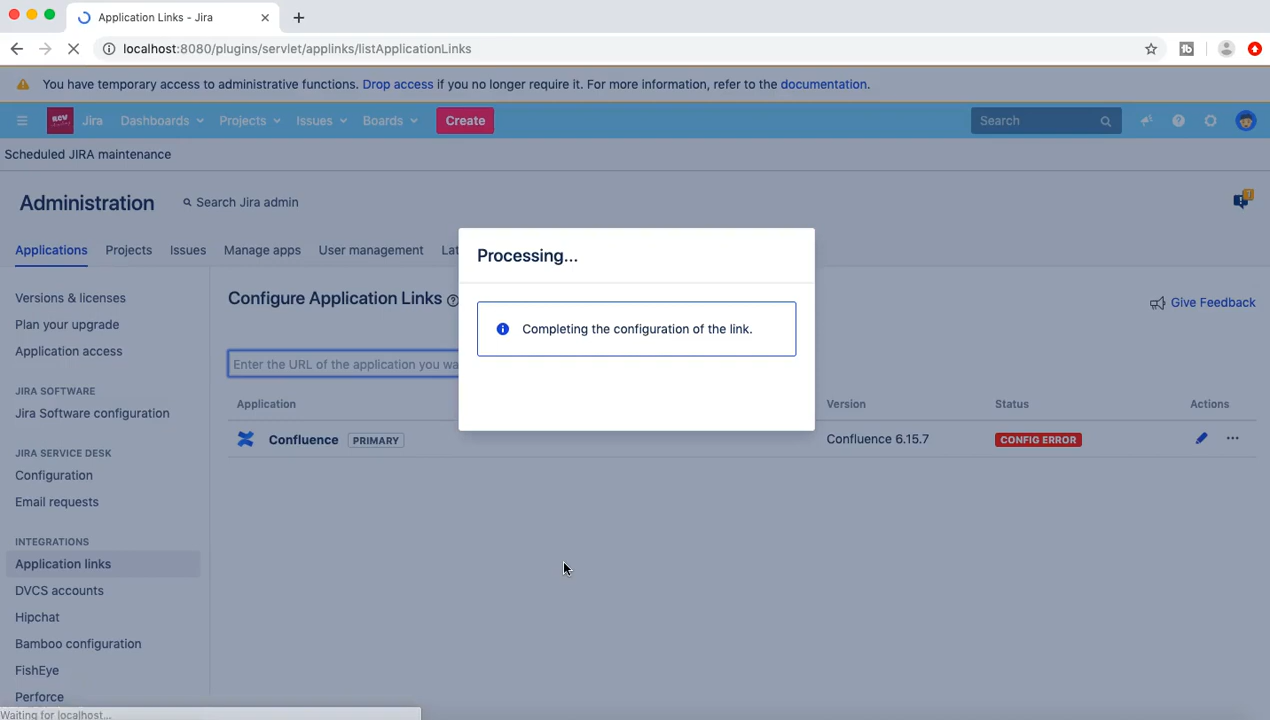 Application Links - Jira
localhost:8080/plugins/servlet/applinks/listApplicationLinks
You have temporary access to administrative functions. Drop access if you no longer require it. For more information, refer to the documentation.
Jira Dashboards Projects Issues Boards Create Search
Scheduled JIRA maintenance
Administration Search Jira admin
Applications Projects Issues Manage apps User management Lat
Processing...
Completing the configuration of the link.
Versions & licenses
Plan your upgrade
Application access
JIRA SOFTWARE
Jira Software configuration
JIRA SERVICE DESK
Configuration
Email requests
INTEGRATIONS
Application links
DVCS accounts
Hipchat
Bamboo configuration
FishEye
Perforce
Configure Application Links
Give Feedback
Enter the URL of the application you wa
Application Version Status Actions
Confluence PRIMARY Confluence 6.15.7 CONFIG ERROR
Waiting for localhost...